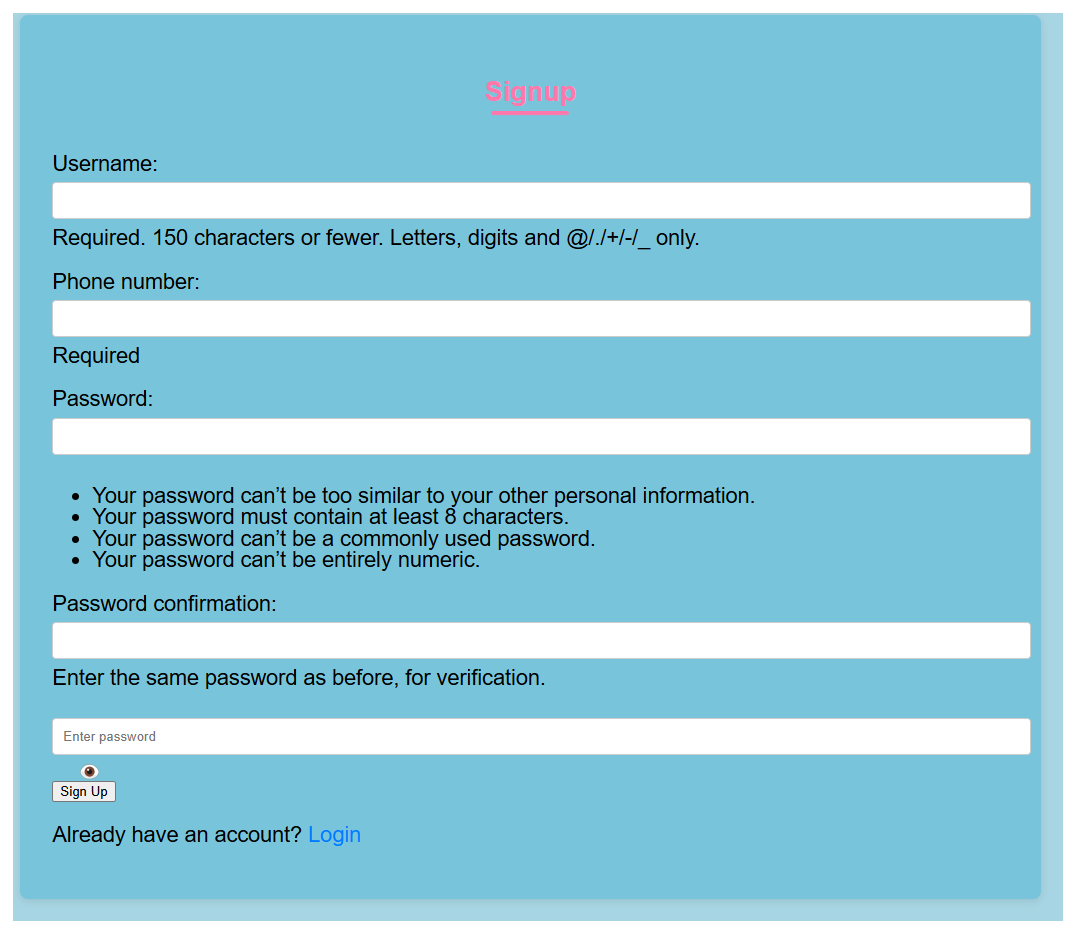 Signup
Username:
Required. 150 characters or fewer. Letters, digits and @/./+/-/_ only.
Phone number:
Required
Password:
• Your password can’t be too similar to your other personal information.
• Your password must contain at least 8 characters.
• Your password can’t be a commonly used password.
• Your password can’t be entirely numeric.
Password confirmation:
Enter the same password as before, for verification.
Enter password
Sign Up
Already have an account? Login